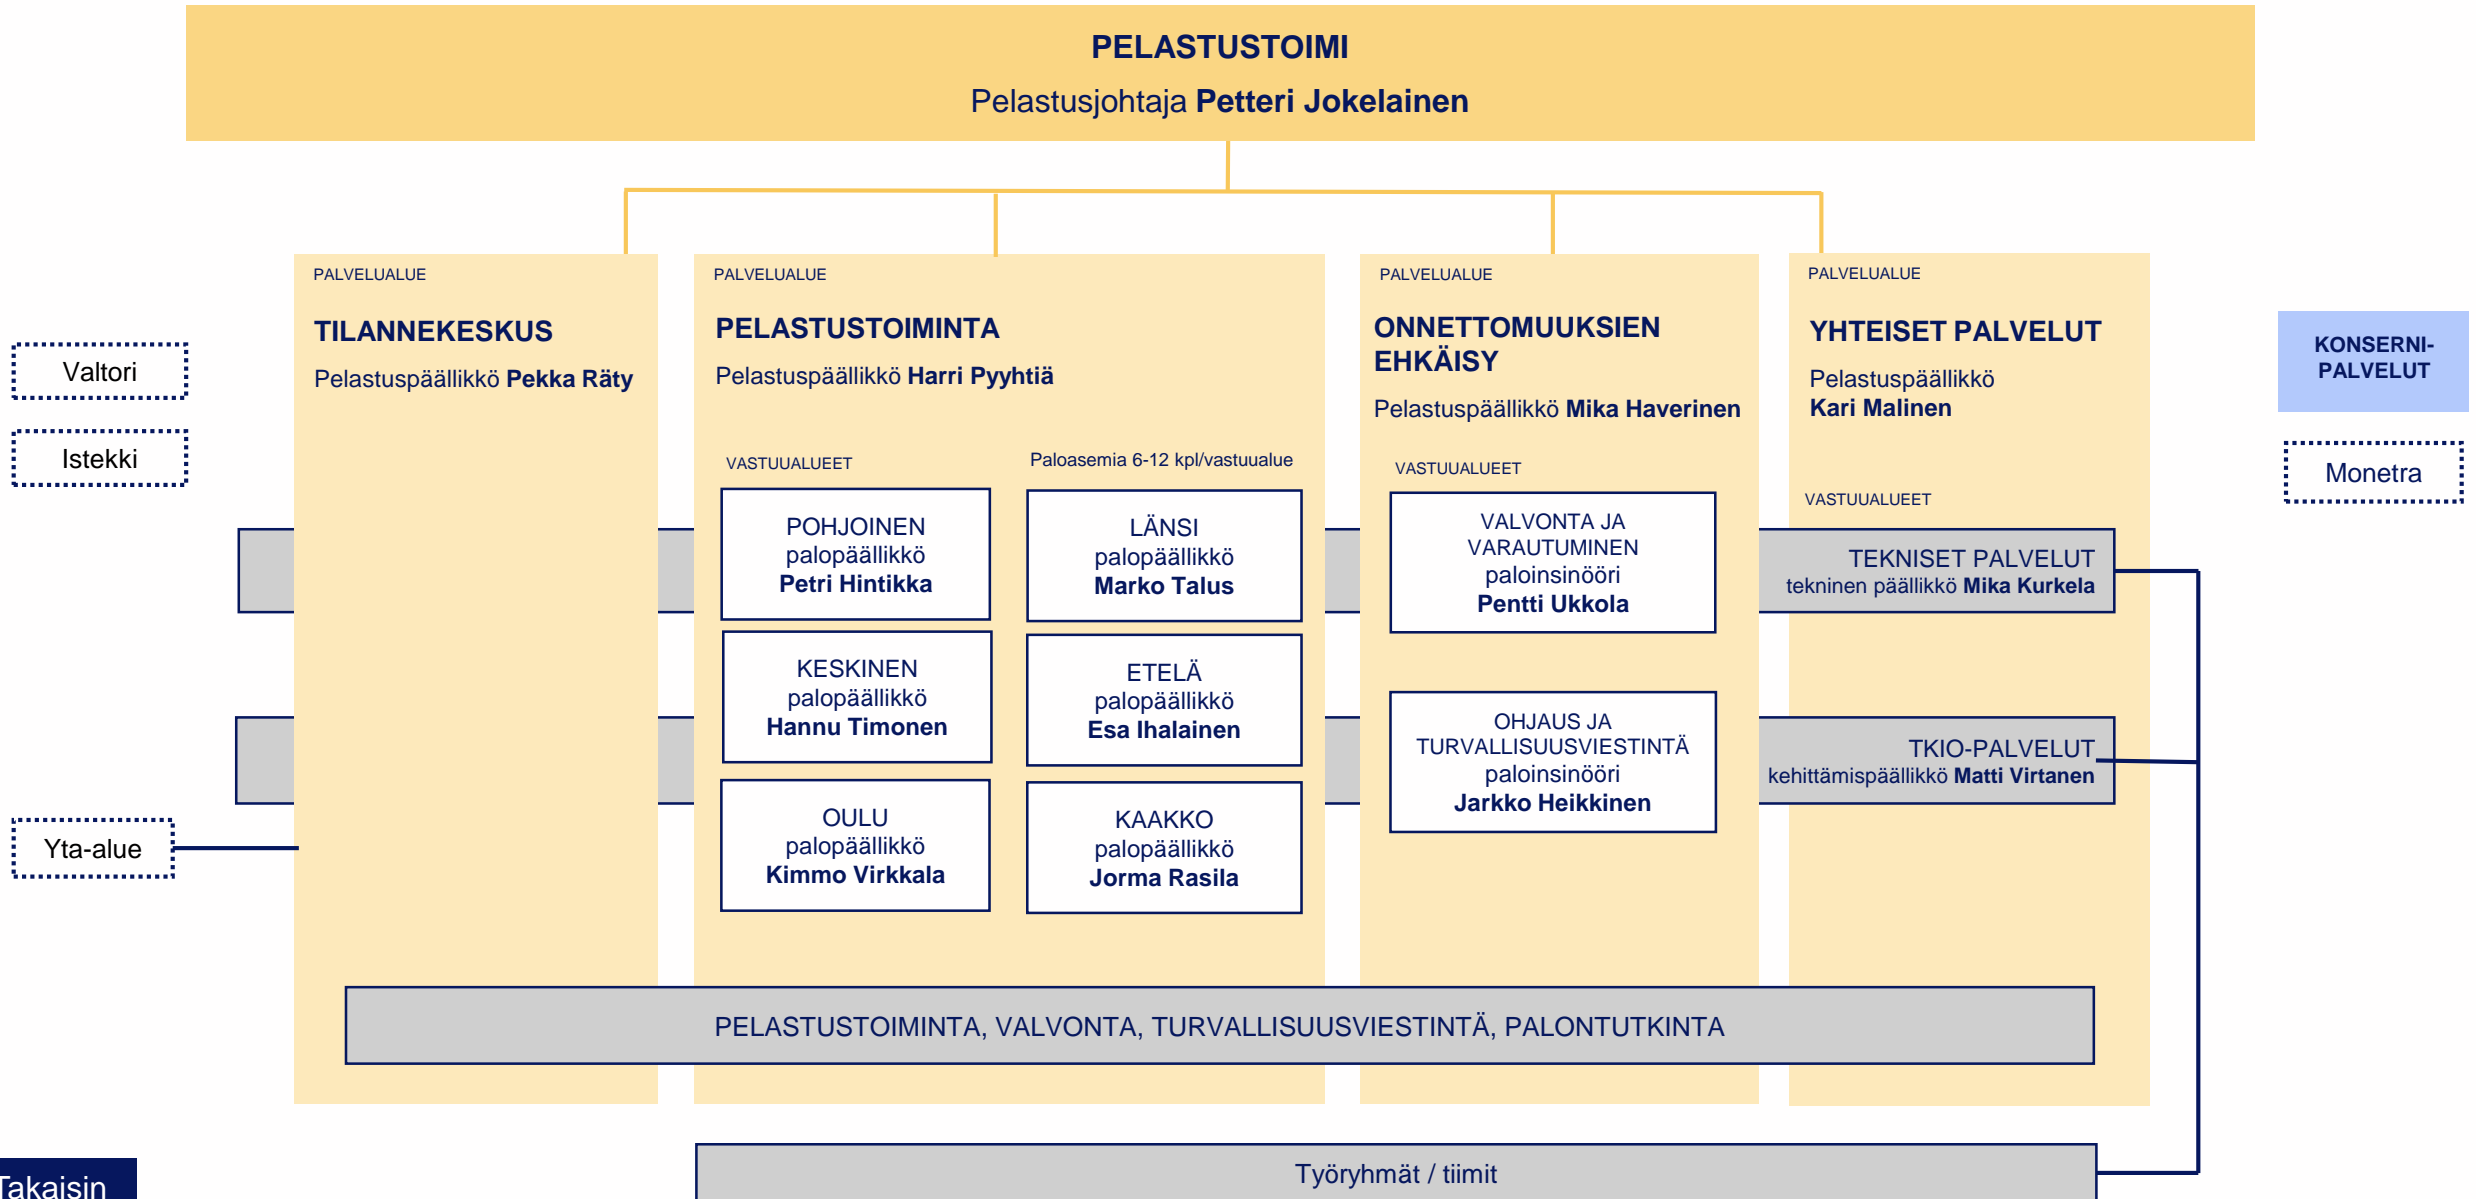 PELASTUSTOIMI
Pelastusjohtaja Petteri Jokelainen
PALVELUALUE
TILANNEKESKUS
Pelastuspäällikkö Pekka Räty
PALVELUALUE
PELASTUSTOIMINTA
Pelastuspäällikkö Harri Pyyhtiä
VASTUUALUEET
Paloasemia 6-12 kpl/vastuualue
POHJOINEN
palopäällikkö
Petri Hintikka
LÄNSI
palopäällikkö
Marko Talus
KESKINEN
palopäällikkö
Hannu Timonen
ETELÄ
palopäällikkö
Esa Ihalainen
OULU
palopäällikkö
Kimmo Virkkala
KAAKKO
palopäällikkö
Jorma Rasila
PALVELUALUE
ONNETTOMUUKSIEN
EHKÄISY
Pelastuspäällikkö Mika Haverinen
VASTUUALUEET
VALVONTA JA
VARAUTUMINEN
paloinsinööri
Pentti Ukkola
OHJAUS JA
TURVALLISUUSVIESTINTÄ
paloinsinööri
Jarkko Heikkinen
PALVELUALUE
YHTEISET PALVELUT
Pelastuspäällikkö
Kari Malinen
VASTUUALUEET
TEKNISET PALVELUT
tekninen päällikkö Mika Kurkela
TKIO-PALVELUT
kehittämispäällikkö Matti Virtanen
Valtori
Istekki
Yta-alue
KONSERNI-
PALVELUT
Monetra
PELASTUSTOIMINTA, VALVONTA, TURVALLISUUSVIESTINTÄ, PALONTUTKINTA
Työryhmät / tiimit
Takaisin